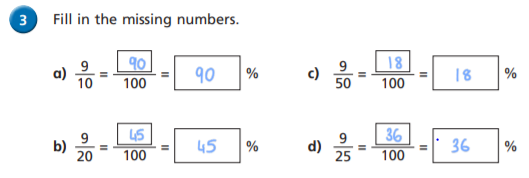 3 Fill in the missing numbers.
a) 9/10 = 90/100 = 90 % c) 9/50 = 18/100 = 18 %
b) 9/20 = 45/100 = 45 % d) 9/25 = 36/100 = 36 %